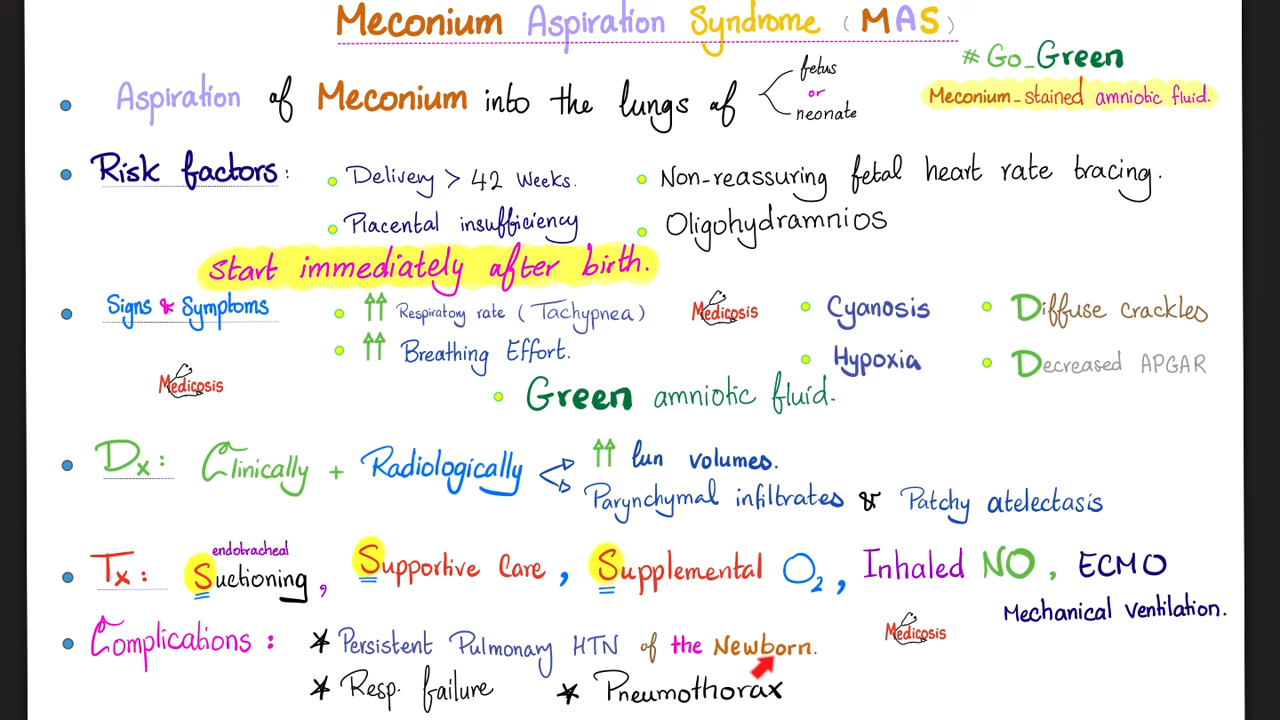 Meconium Aspiration Syndrome (MAS)
#Go_Green
Meconium-stained amniotic fluid.
Aspiration of Meconium into the lungs of fetus or neonate
Risk factors:
Delivery > 42 Weeks.
Non-reassuring fetal heart rate tracing.
Placental insufficiency
Oligohydramnios
Start immediately after birth.
Signs & Symptoms
↑↑ Respiratory rate (Tachypnea)
Medicosis
Cyanosis
Diffuse crackles
↑↑ Breathing Effort.
Hypoxia
Decreased APGAR
Medicosis
Green amniotic fluid.
Dx: Clinically + Radiologically
↑↑ lun volumes.
Parynchymal infiltrates & Patchy atelectasis
Tx: endotracheal Suctioning, Supportive Care, Supplemental O2, Inhaled NO, ECMO
Mechanical ventilation.
Medicosis
Complications: * Persistent Pulmonary HTN of the Newborn.
* Resp. failure * Pneumothorax